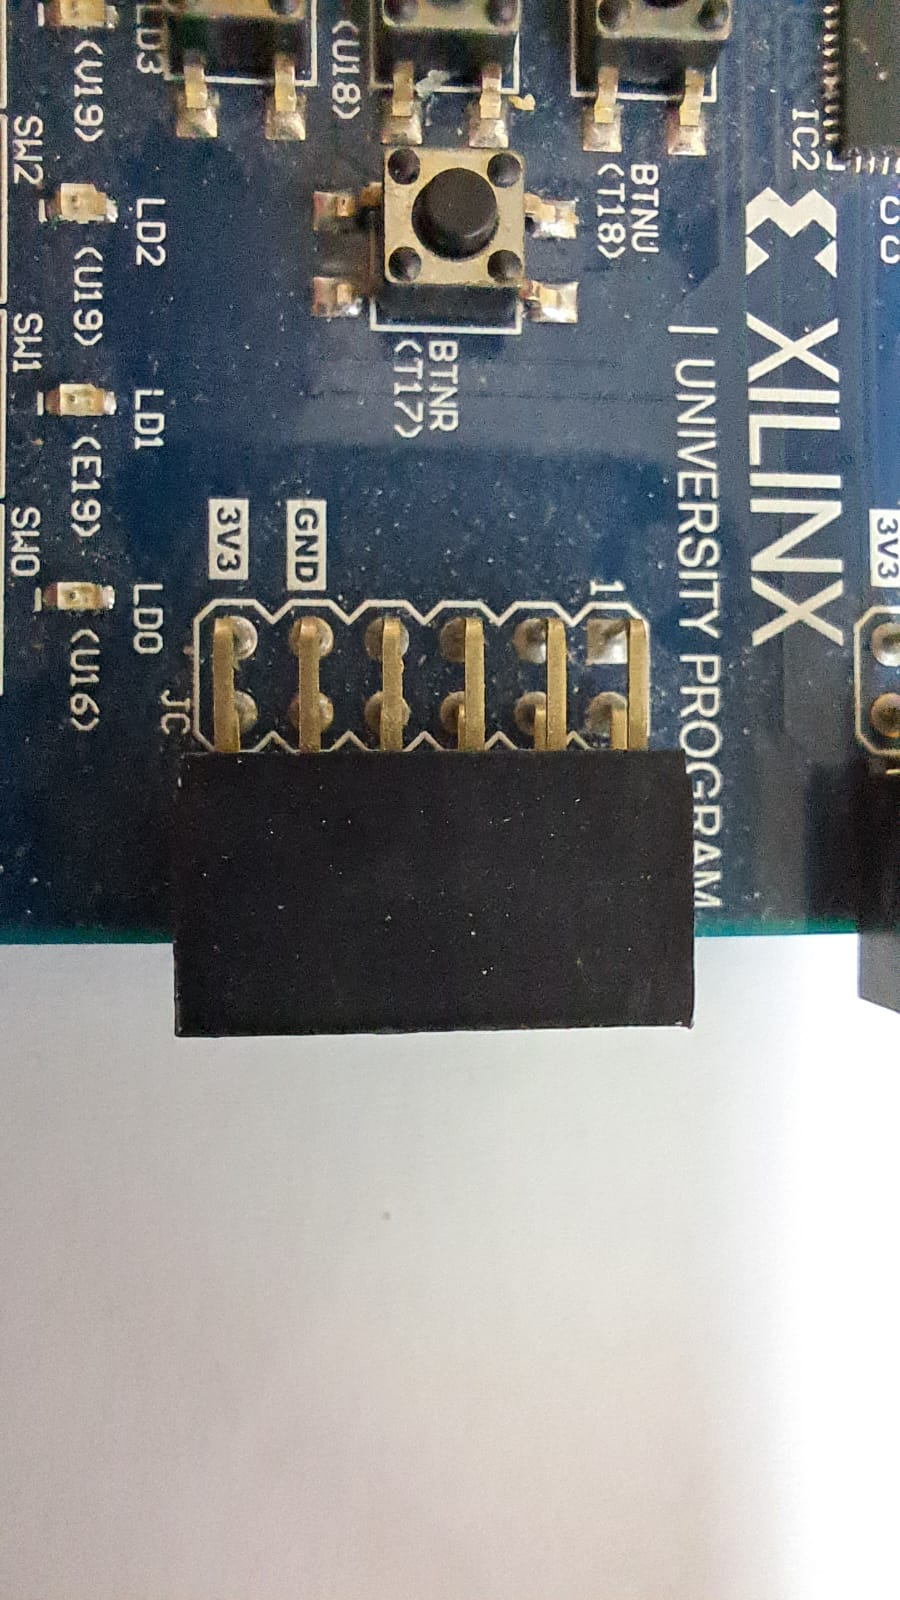 SW2
SW1
SW0
(V19)
(U19)
(E19)
(U16)
LD3
LD2
LD1
LD0
(U18)
BTNU
(T18)
BTNR
(T17)
IC2
XILINX
| UNIVERSITY PROGRAM
3V3
GND
1
JC
3V3